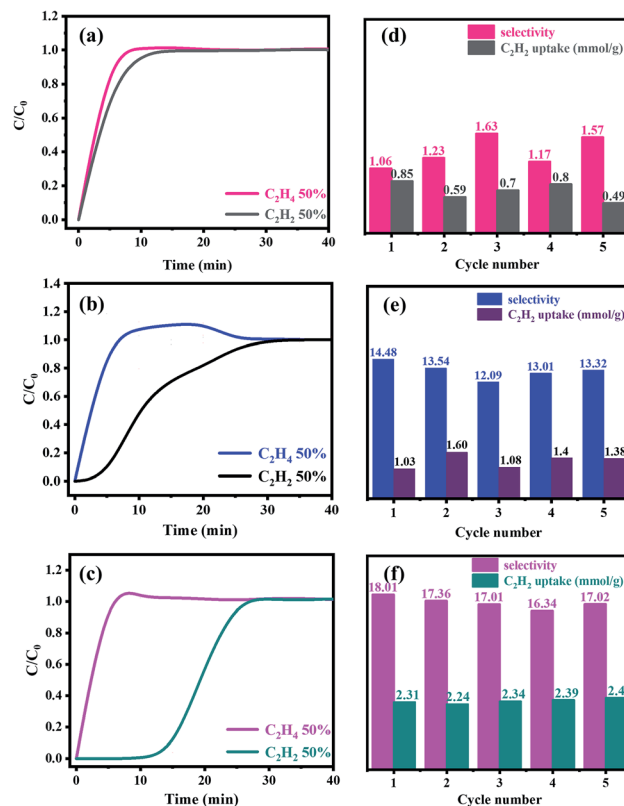 (a)
1.2
1.0
0.8
0.6
0.4
0.2
0.0
C/C₀
C₂H₄ 50%
C₂H₂ 50%
0 10 20 30 40
Time (min)
(d)
selectivity
C₂H₂ uptake (mmol/g)
1.06 0.85 1.23 0.59 1.63 0.7 1.17 0.8 1.57 0.49
1 2 3 4 5
Cycle number
(b)
1.4
1.2
1.0
0.8
0.6
0.4
0.2
0.0
C/C₀
C₂H₄ 50%
C₂H₂ 50%
0 10 20 30 40
Time (min)
(e)
selectivity
C₂H₂ uptake (mmol/g)
14.48 1.03 13.54 1.60 12.09 1.08 13.01 1.4 13.32 1.38
1 2 3 4 5
Cycle number
(c)
1.2
1.0
0.8
0.6
0.4
0.2
0.0
C/C₀
C₂H₄ 50%
C₂H₂ 50%
0 10 20 30 40
Time (min)
(f)
selectivity
C₂H₂ uptake (mmol/g)
18.01 2.31 17.36 2.24 17.01 2.34 16.34 2.39 17.02 2.4
1 2 3 4 5
Cycle number